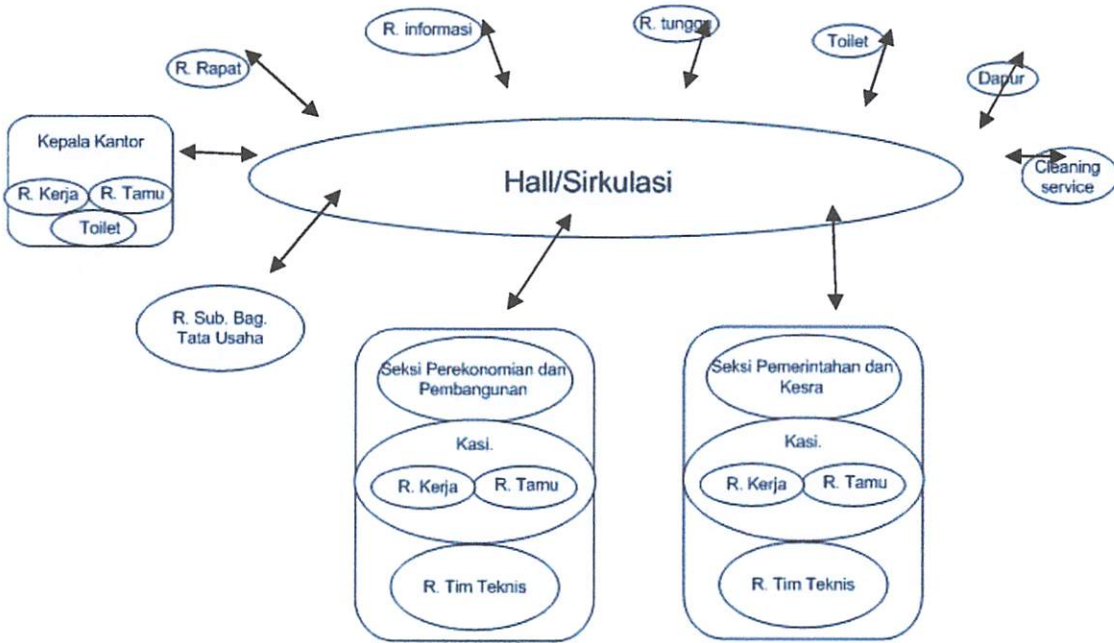 R. informasi
R. tunggu
Toilet
R. Rapat
Dapur
Kepala Kantor
R. Kerja
R. Tamu
Toilet
Hall/Sirkulasi
Cleaning
service
R. Sub. Bag.
Tata Usaha
Seksi Perekonomian dan
Pembangunan
Kasi.
R. Kerja
R. Tamu
R. Tim Teknis
Seksi Pemerintahan dan
Kesra
Kasi.
R. Kerja
R. Tamu
R. Tim Teknis